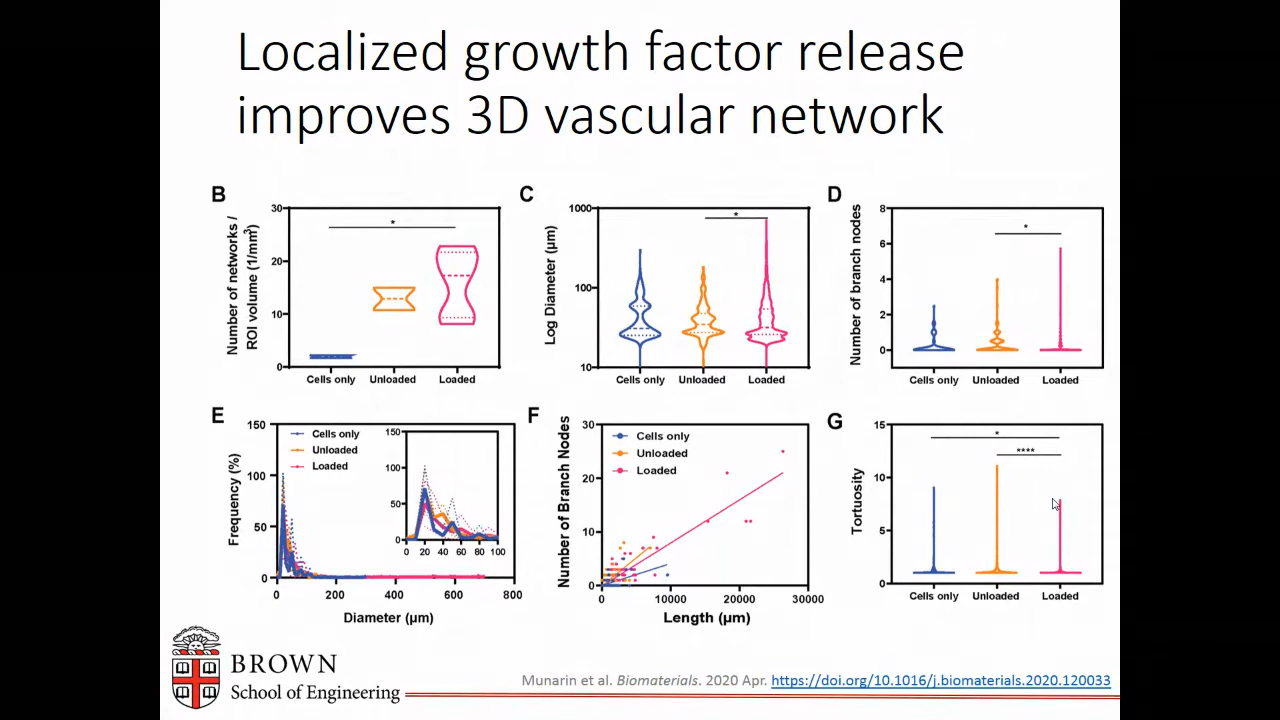 Localized growth factor release
improves 3D vascular network
B
Number of networks /
ROI volume (1/mm³)
30
20
10
0
*
Cells only Unloaded Loaded
C
Log Diameter (µm)
1000
100
10
*
Cells only Unloaded Loaded
D
Number of branch nodes
8
6
4
2
0
*
Cells only Unloaded Loaded
E
Frequency (%)
150
100
50
0
Cells only
Unloaded
Loaded
150
100
50
0
0 20 40 60 80 100
0 200 400 600 800
Diameter (µm)
F
Number of Branch Nodes
30
20
10
0
Cells only
Unloaded
Loaded
0 10000 20000 30000
Length (µm)
G
Tortuosity
15
10
5
0
*
****
Cells only Unloaded Loaded
BROWN
School of Engineering
Munarin et al. Biomaterials. 2020 Apr. https://doi.org/10.1016/j.biomaterials.2020.120033